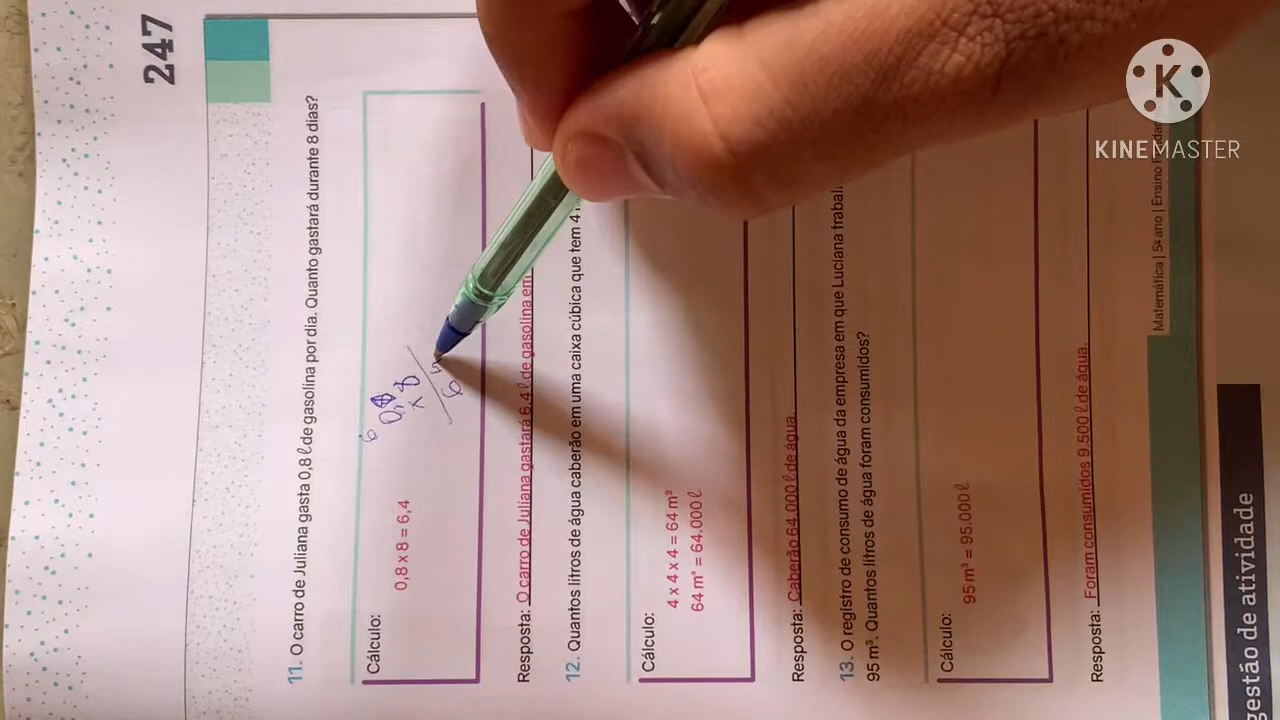 247
11. O carro de Juliana gasta 0,8 ℓ de gasolina por dia. Quanto gastará durante 8 dias?
Cálculo:
0,8 x 8 = 6,4
6
0,8
x 8
6 4
Resposta: O carro de Juliana gastará 6,4 ℓ de gasolina em
12. Quantos litros de água caberão em uma caixa cúbica que tem 4
Cálculo:
4 x 4 x 4 = 64 m³
64 m³ = 64.000 ℓ
Resposta: Caberão 64.000 ℓ de água.
13. O registro de consumo de água da empresa em que Luciana
95 m³. Quantos litros de água foram consumidos?
Cálculo:
95 m³ = 95.000 ℓ
Resposta: Foram consumidos 9.500 ℓ de água.
Matemática | 5º ano | Ensino
de atividade
K
KINEMASTER